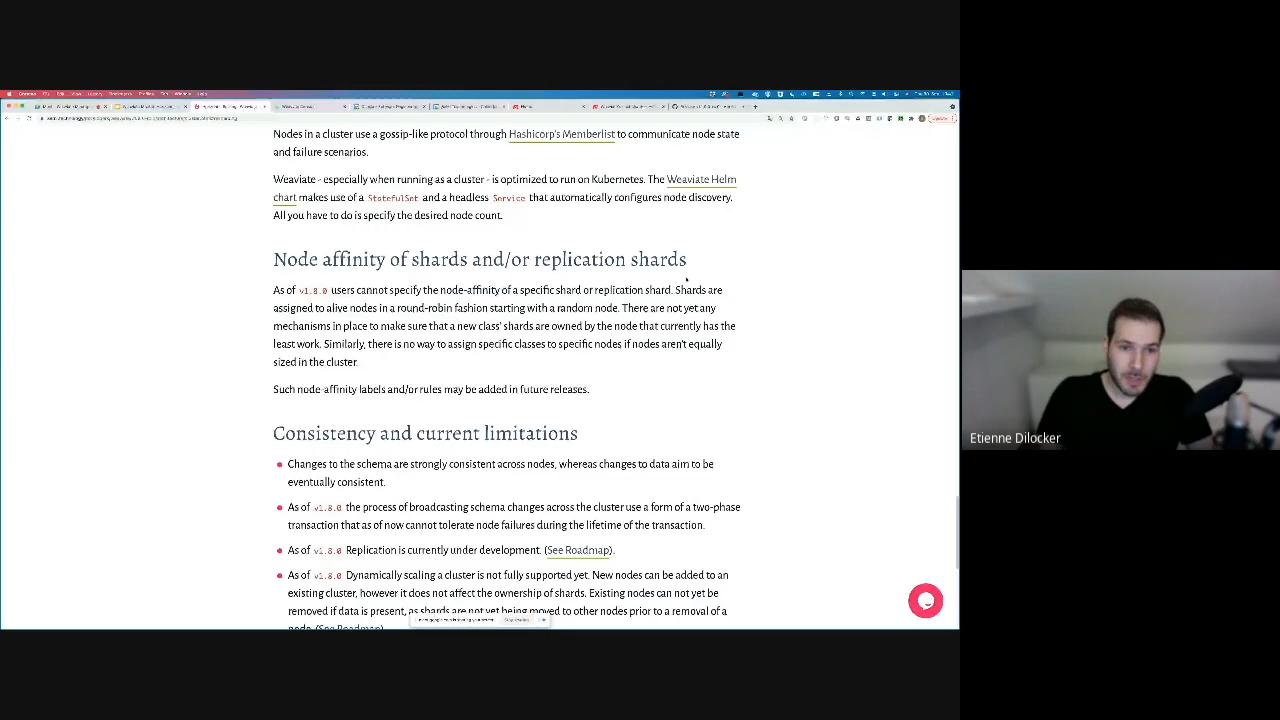 Nodes in a cluster use a gossip-like protocol through Hashicorp's Memberlist to communicate node state
and failure scenarios.
Weaviate - especially when running as a cluster - is optimized to run on Kubernetes. The Weaviate Helm
chart makes use of a StatefulSet and a headless Service that automatically configures node discovery.
All you have to do is specify the desired node count.
Node affinity of shards and/or replication shards
As of v1.8.0 users cannot specify the node-affinity of a specific shard or replication shard. Shards are
assigned to alive nodes in a round-robin fashion starting with a random node. There are not yet any
mechanisms in place to make sure that a new class' shards are owned by the node that currently has the
least work. Similarly, there is no way to assign specific classes to specific nodes if nodes aren't equally
sized in the cluster.
Such node-affinity labels and/or rules may be added in future releases.
Consistency and current limitations
Changes to the schema are strongly consistent across nodes, whereas changes to data aim to be
eventually consistent.
As of v1.8.0 the process of broadcasting schema changes across the cluster use a form of a two-phase
transaction that as of now cannot tolerate node failures during the lifetime of the transaction.
As of v1.8.0 Replication is currently under development. (See Roadmap).
As of v1.8.0 Dynamically scaling a cluster is not fully supported yet. New nodes can be added to an
existing cluster, however it does not affect the ownership of shards. Existing nodes can not yet be
removed if data is present, as shards are not yet being moved to other nodes prior to a removal of a
node. (See Roadmap)
Etienne Dilocker